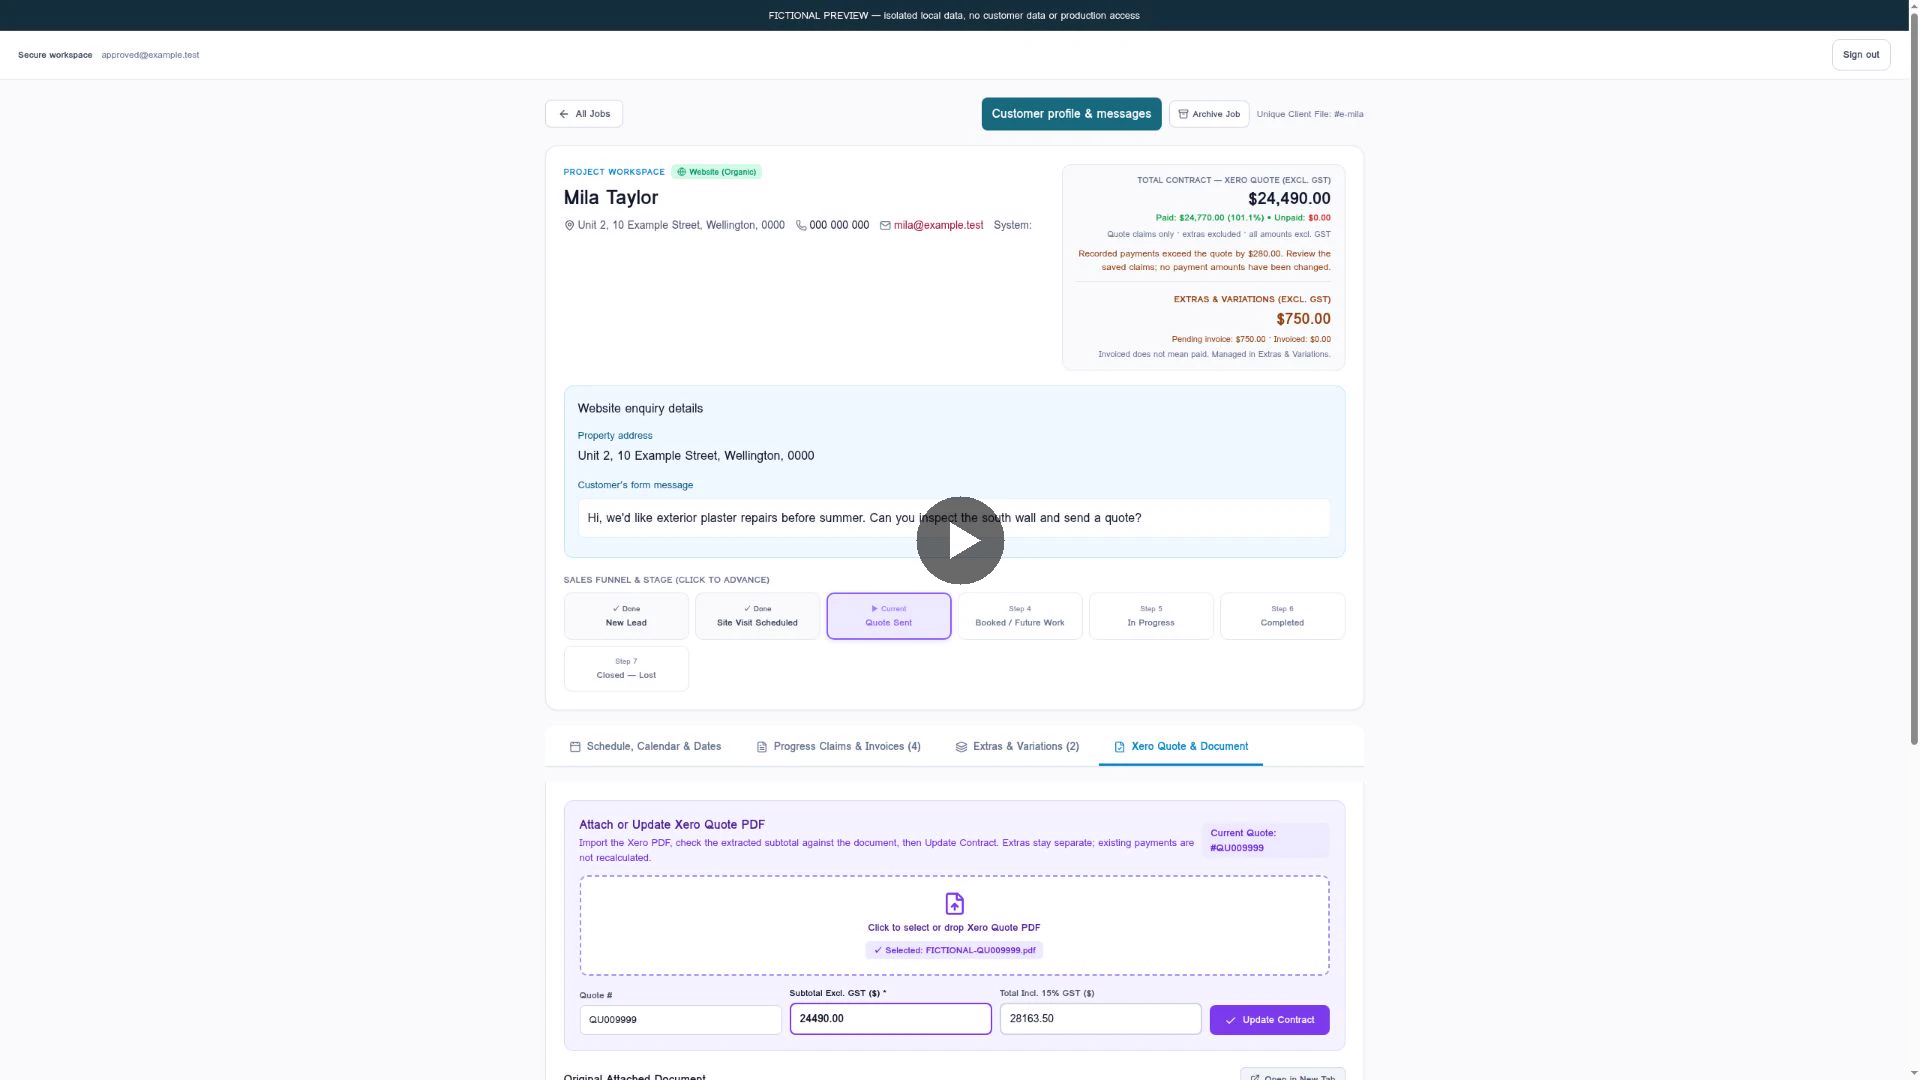 FICTIONAL PREVIEW — isolated local data, no customer data or production access
Secure workspace approved@example.test
Sign out
All Jobs
Customer profile & messages
Archive Job
Unique Client File: #e-mila
PROJECT WORKSPACE
Website (Organic)
Mila Taylor
Unit 2, 10 Example Street, Wellington, 0000
000 000 000
mila@example.test
System:
TOTAL CONTRACT — XERO QUOTE (EXCL. GST)
$24,490.00
Paid: $24,770.00 (101.1%) • Unpaid: $0.00
Quote claims only · extras excluded · all amounts excl. GST
Recorded payments exceed the quote by $280.00. Review the
saved claims; no payment amounts have been changed.
EXTRAS & VARIATIONS (EXCL. GST)
$750.00
Pending invoice: $750.00 · Invoiced: $0.00
Invoiced does not mean paid. Managed in Extras & Variations.
Website enquiry details
Property address
Unit 2, 10 Example Street, Wellington, 0000
Customer's form message
Hi, we'd like exterior plaster repairs before summer. Can you inspect the south wall and send a quote?
SALES FUNNEL & STAGE (CLICK TO ADVANCE)
✓ Done
New Lead
✓ Done
Site Visit Scheduled
▶ Current
Quote Sent
Step 4
Booked / Future Work
Step 5
In Progress
Step 6
Completed
Step 7
Closed — Lost
Schedule, Calendar & Dates
Progress Claims & Invoices (4)
Extras & Variations (2)
Xero Quote & Document
Attach or Update Xero Quote PDF
Import the Xero PDF, check the extracted subtotal against the document, then Update Contract. Extras stay separate; existing payments are
not recalculated.
Current Quote:
#QU009999
Click to select or drop Xero Quote PDF
✓ Selected: FICTIONAL-QU009999.pdf
Quote #
QU009999
Subtotal Excl. GST ($) *
24490.00
Total Incl. 15% GST ($)
28163.50
Update Contract
Original Attached Document
Open in New Tab